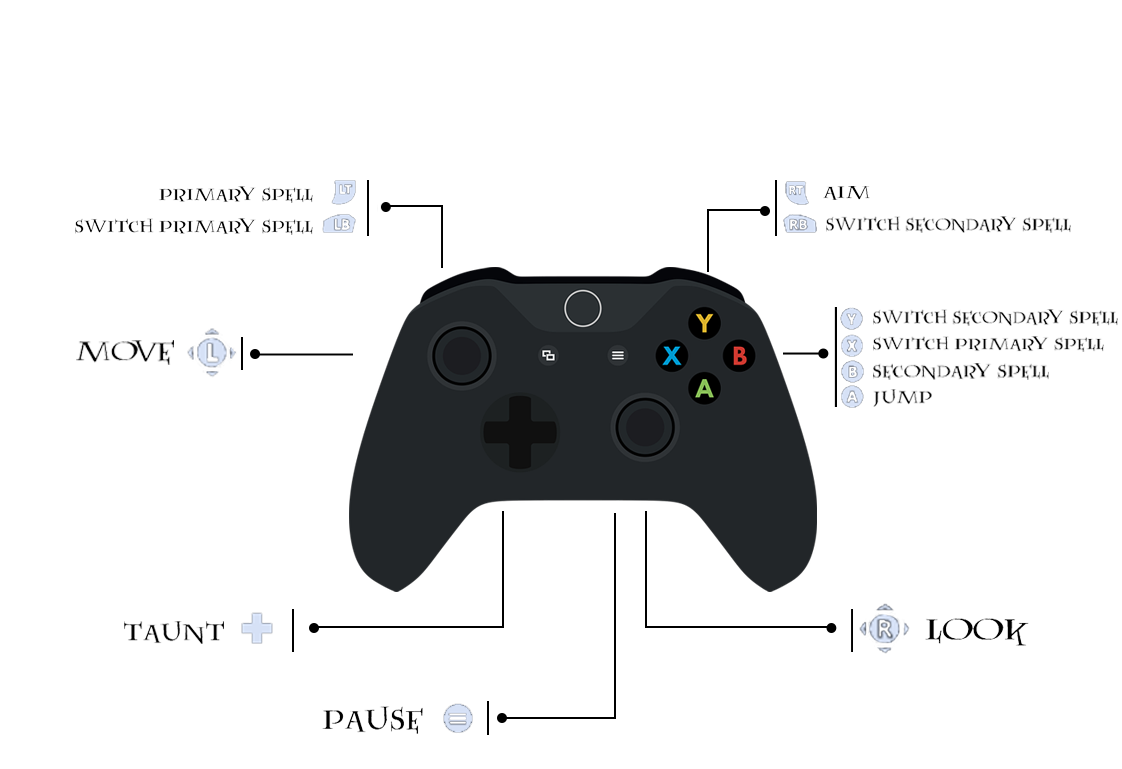 PRIMARY SPELL LT
SWITCH PRIMARY SPELL LB
RT AIM
RB SWITCH SECONDARY SPELL
MOVE L
Y
X B
A
Y SWITCH SECONDARY SPELL
X SWITCH PRIMARY SPELL
B SECONDARY SPELL
A JUMP
TAUNT
R LOOK
PAUSE